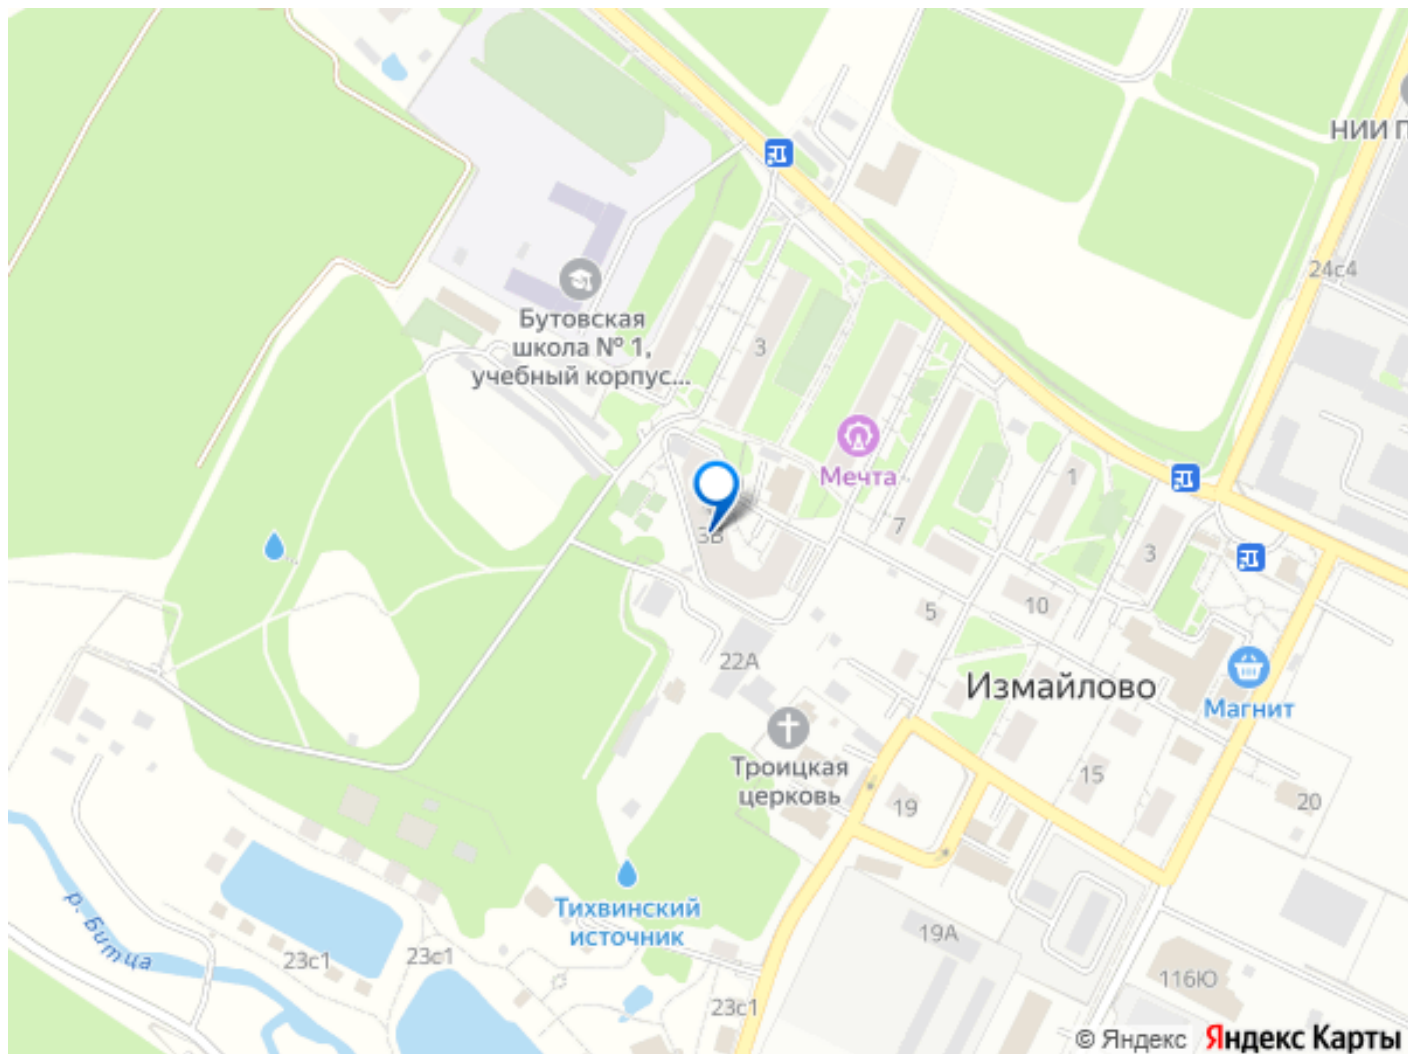 НИИ П
24с4
Бутовская
школа № 1,
учебный корпус...
3
Мечта
1
7
3В
3
10
5
22А
Измайлово
Магнит
Троицкая
церковь
15
19
20
Тихвинский
источник
р. Битца
19А
23с1
23с1
116Ю
23с1
© Яндекс Яндекс Карты